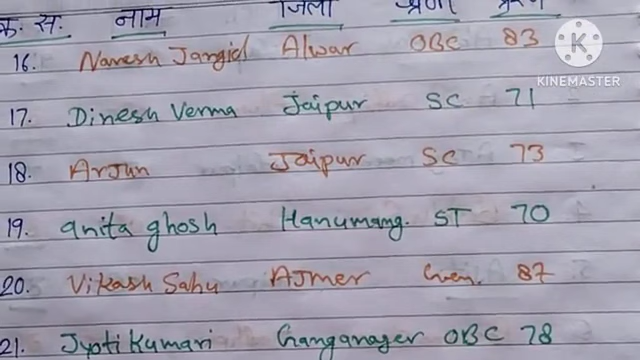 क्र. सं. नाम जिला श्रेणी
16. Naresh Jangid Alwar OBC 83
KINEMASTER
17. Dinesh Verma Jaipur SC 71
18. Arjun Jaipur SC 73
19. anita ghosh Hanumang. ST 70
20. Vikash Sahu AJmer Gen. 87
21. Jyoti Kumari Ganganager OBC 78